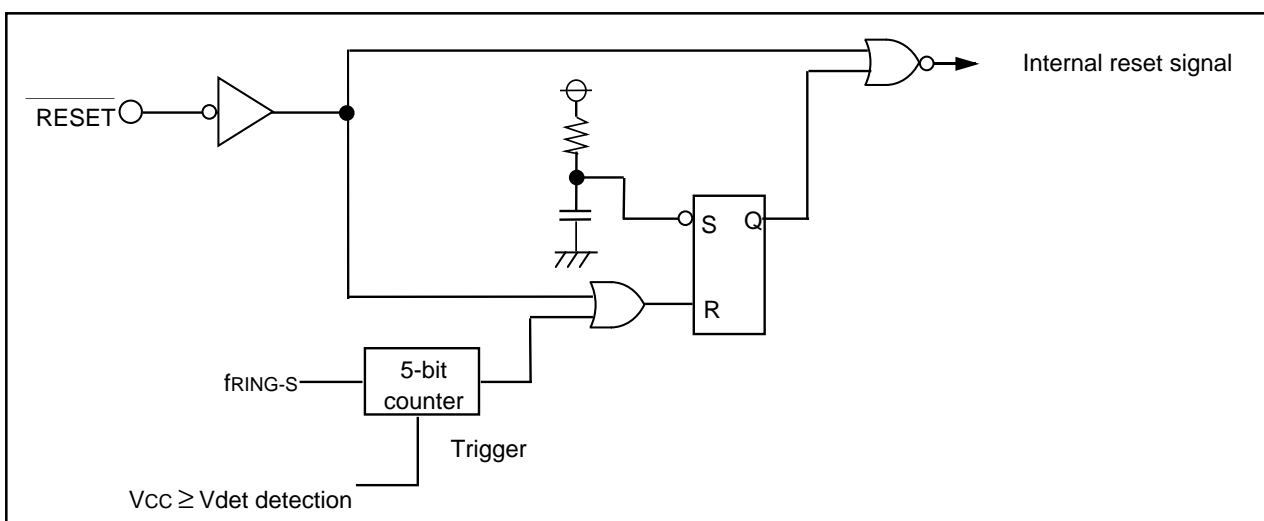 RESET
Internal reset signal
S
Q
R
fRING-S
5-bit
counter
Trigger
VCC ≥ Vdet detection